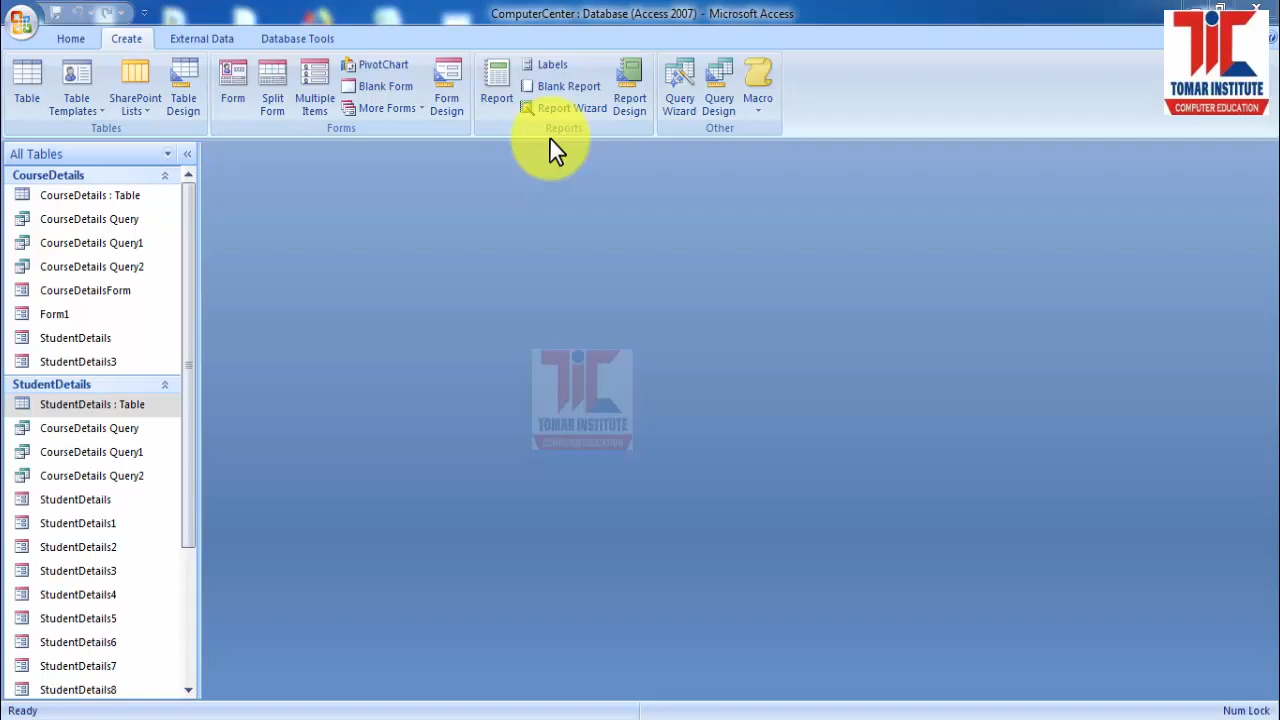 ComputerCenter : Database (Access 2007) - Microsoft Access
Home Create External Data Database Tools
Table
Table Templates
SharePoint Lists
Table Design
Tables
Form
Split Form
Multiple Items
PivotChart
Blank Form
More Forms
Form Design
Forms
Report
Labels
Blank Report
Report Wizard
Report Design
Reports
Query Wizard
Query Design
Macro
Other
TIC
TOMAR INSTITUTE
COMPUTER EDUCATION
All Tables
CourseDetails
CourseDetails : Table
CourseDetails Query
CourseDetails Query1
CourseDetails Query2
CourseDetailsForm
Form1
StudentDetails
StudentDetails3
StudentDetails
StudentDetails : Table
CourseDetails Query
CourseDetails Query1
CourseDetails Query2
StudentDetails
StudentDetails1
StudentDetails2
StudentDetails3
StudentDetails4
StudentDetails5
StudentDetails6
StudentDetails7
StudentDetails8
TIC
TOMAR INSTITUTE
COMPUTER EDUCATION
Ready
Num Lock